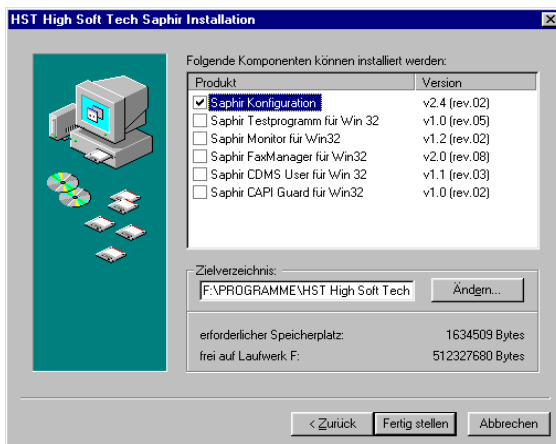 HST High Soft Tech Saphir Installation
Folgende Komponenten können installiert werden:
Produkt Version
Saphir Konfiguration v2.4 (rev.02)
Saphir Testprogramm für Win 32 v1.0 (rev.05)
Saphir Monitor für Win32 v1.2 (rev.02)
Saphir FaxManager für Win32 v2.0 (rev.08)
Saphir CDMS User für Win 32 v1.1 (rev.03)
Saphir CAPI Guard für Win32 v1.0 (rev.02)
Zielverzeichnis:
F:\PROGRAMME\HST High Soft Tech Ändern...
erforderlicher Speicherplatz: 1634509 Bytes
frei auf Laufwerk F: 512327680 Bytes
< Zurück Fertig stellen Abbrechen